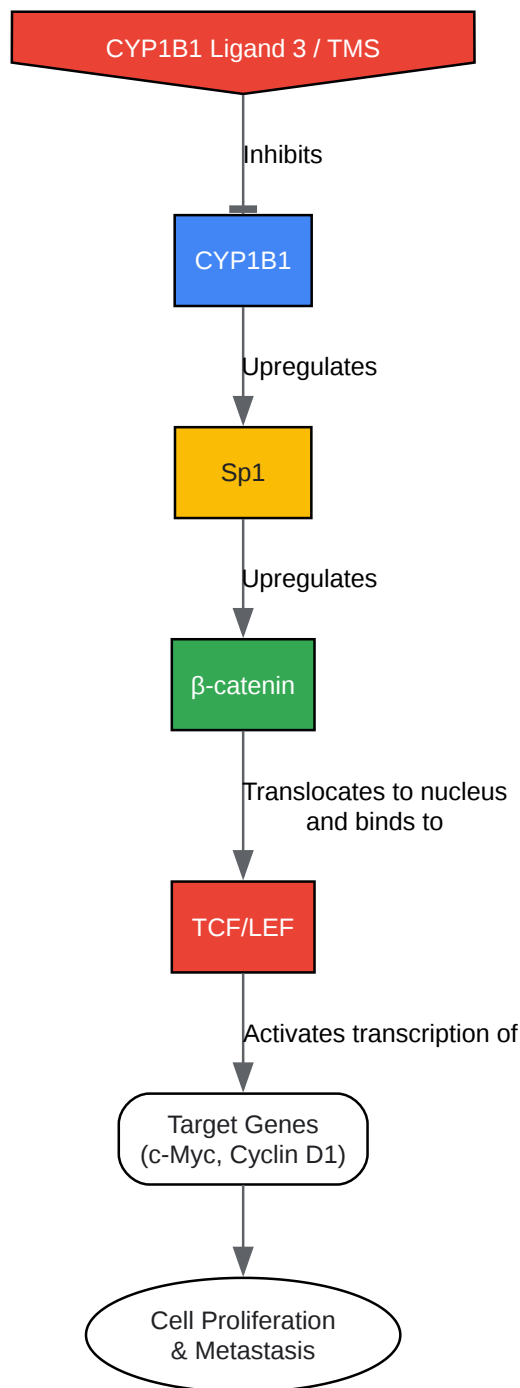 CYP1B1 Ligand 3 / TMS
Inhibits
CYP1B1
Upregulates
Sp1
Upregulates
β-catenin
Translocates to nucleus
and binds to
TCF/LEF
Activates transcription of
Target Genes
(c-Myc, Cyclin D1)
Cell Proliferation
& Metastasis